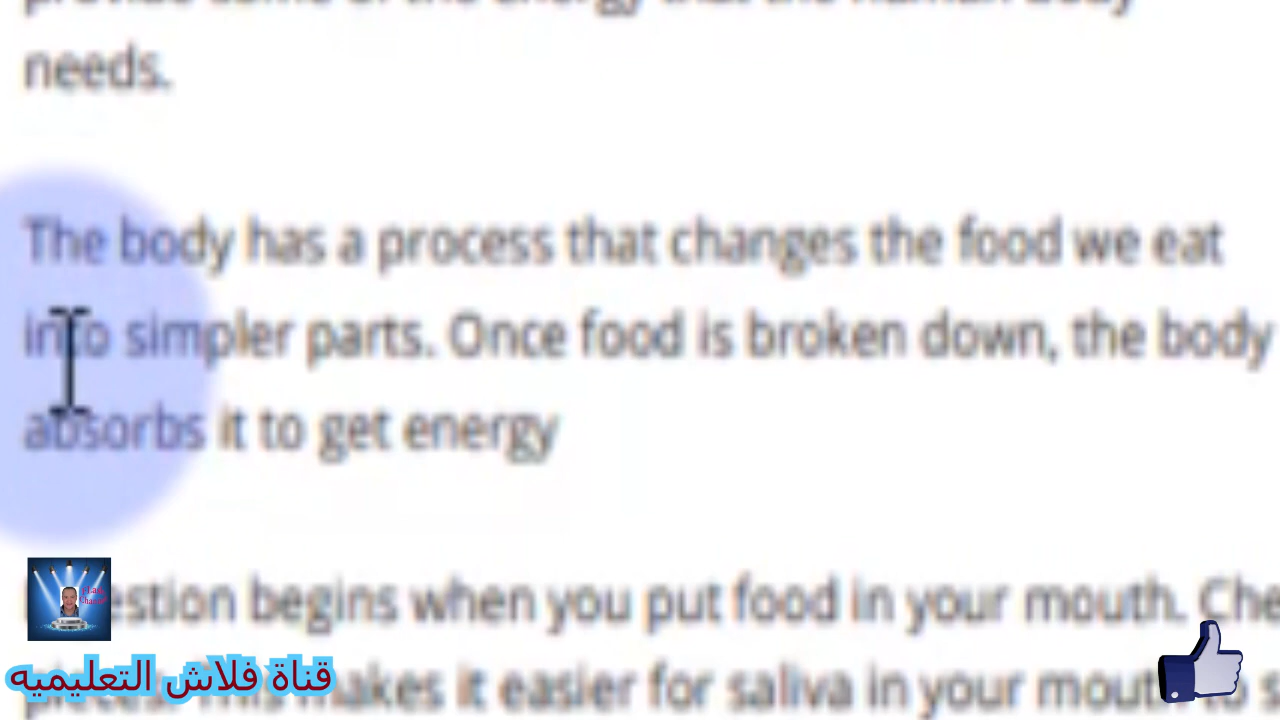 needs.
The body has a process that changes the food we eat
into simpler parts. Once food is broken down, the body
absorbs it to get energy
begins when you put food in your mouth.
makes it easier for saliva in your mouth
قناة فلاش التعليميه